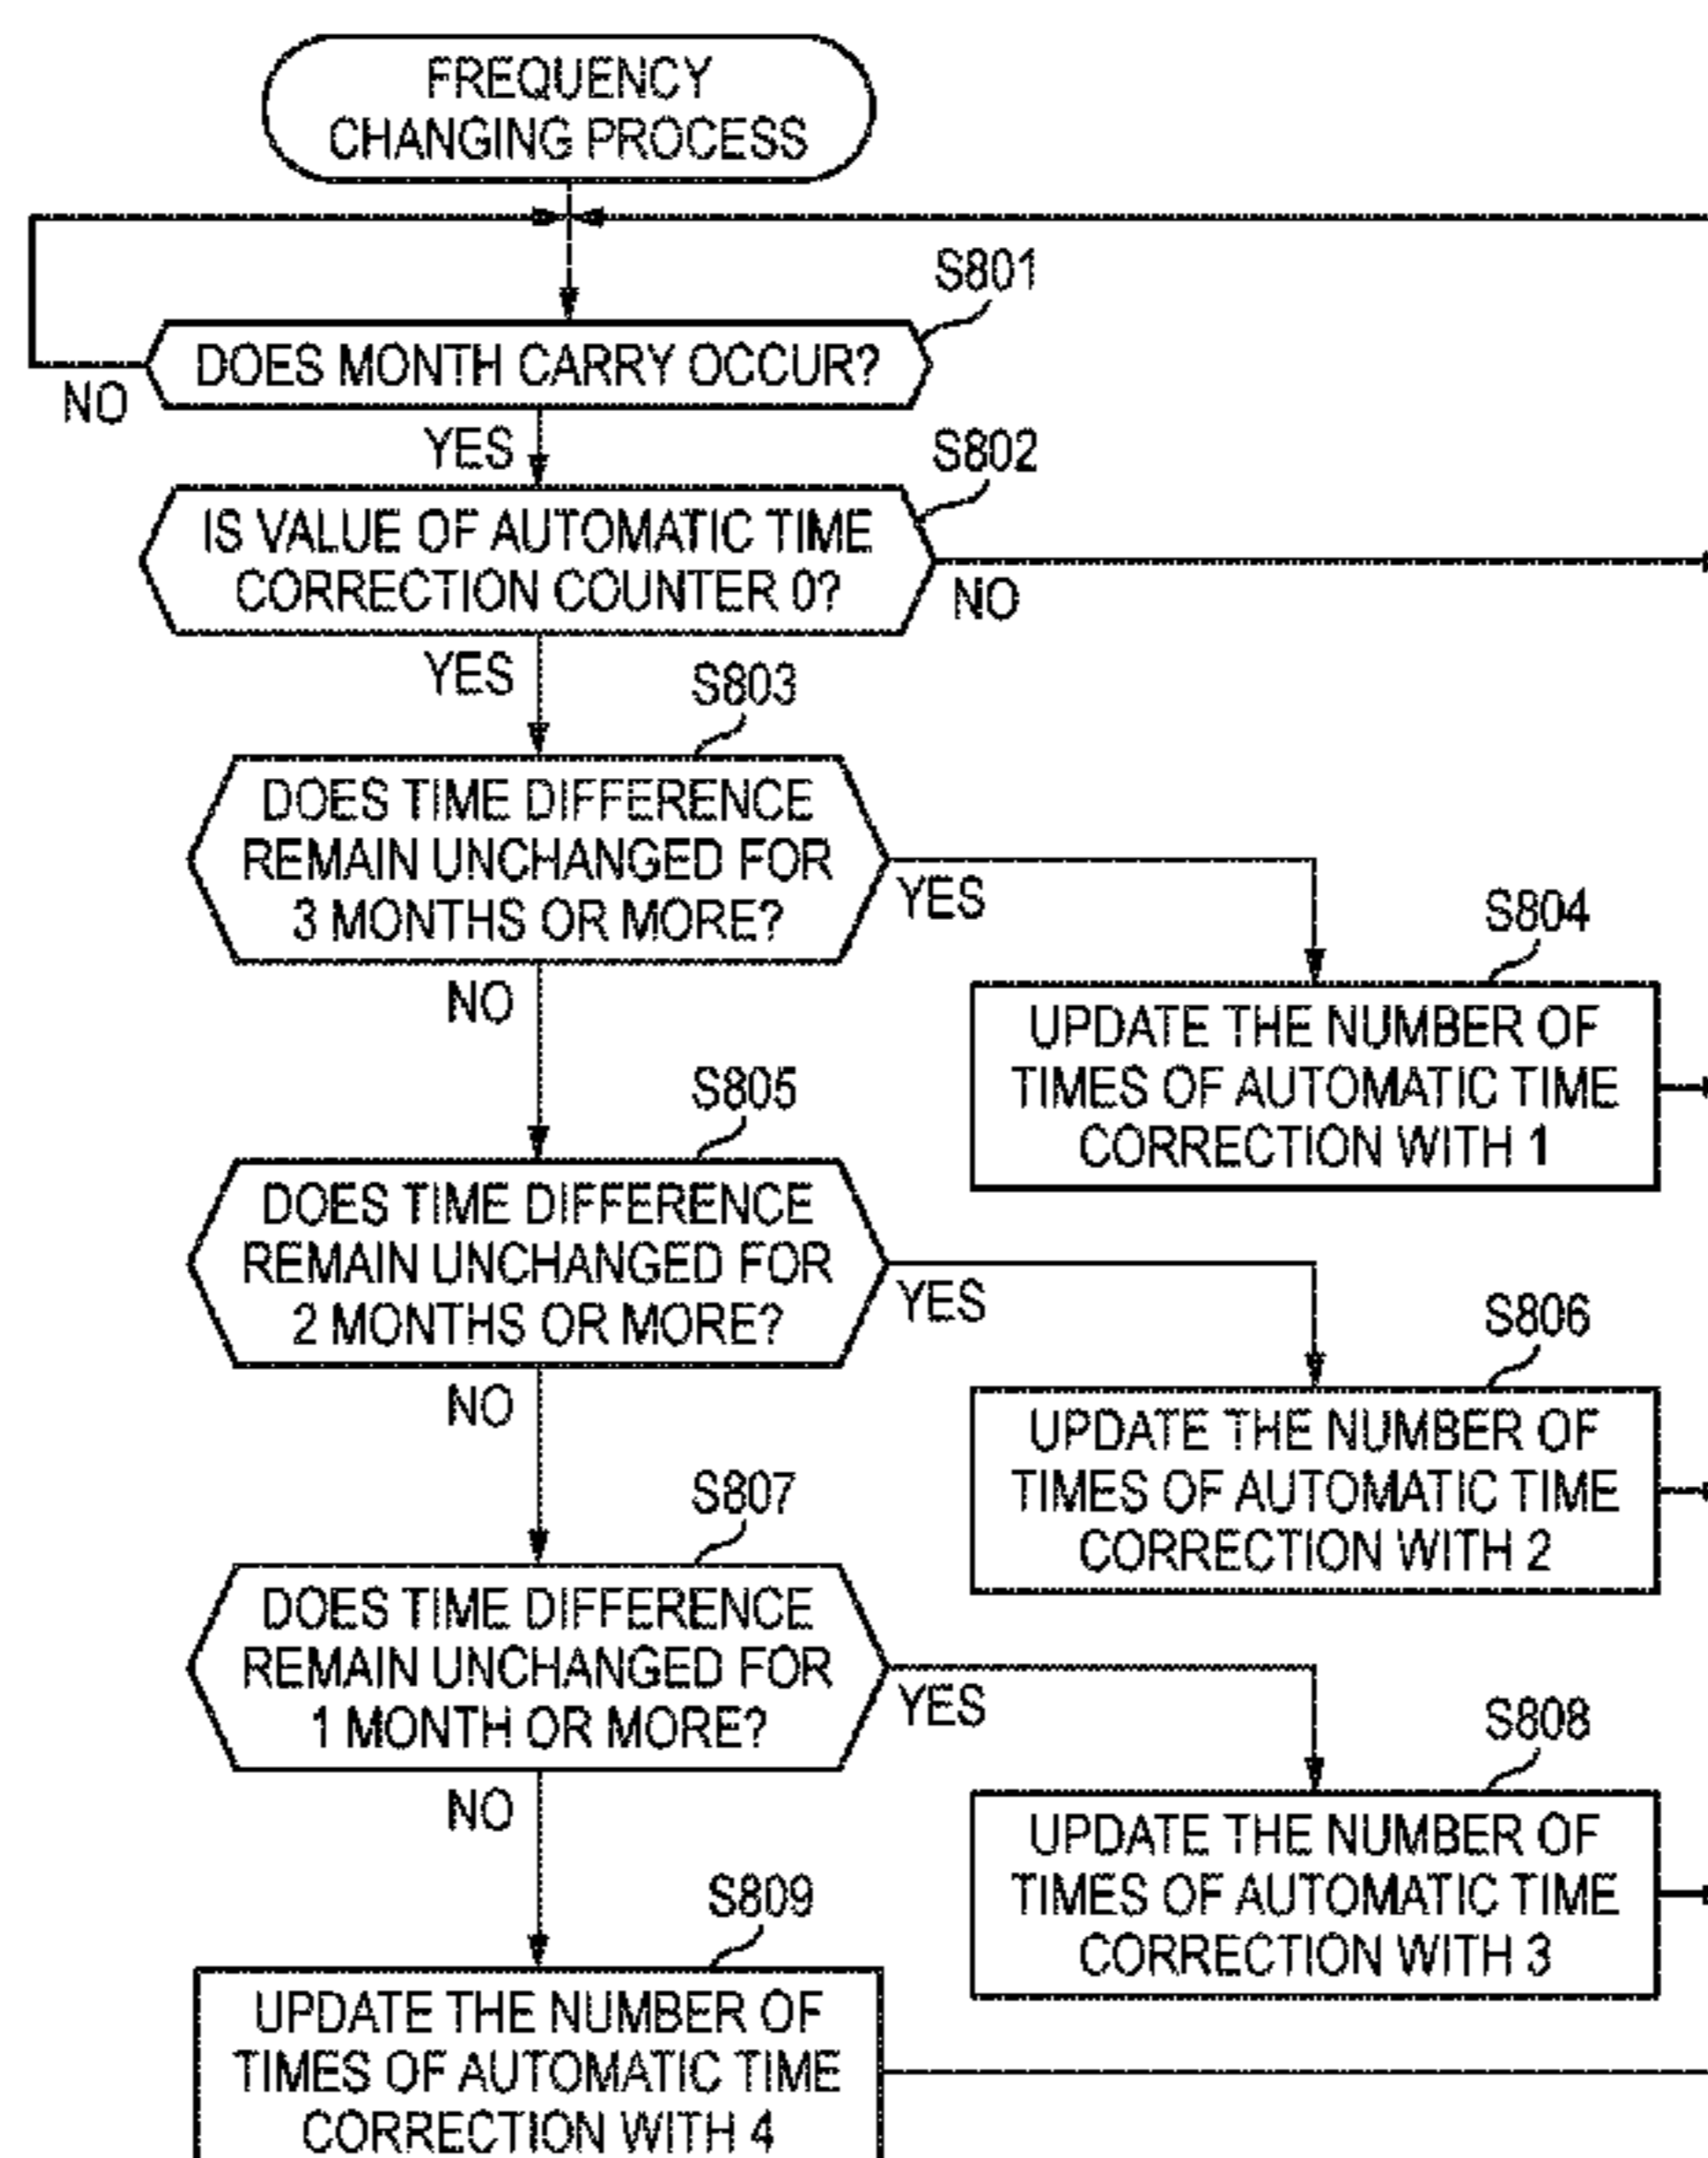 FREQUENCY
CHANGING PROCESS
S801
DOES MONTH CARRY OCCUR?
NO
YES
S802
IS VALUE OF AUTOMATIC TIME
CORRECTION COUNTER 0?
NO
YES
S803
DOES TIME DIFFERENCE
REMAIN UNCHANGED FOR
3 MONTHS OR MORE?
YES
NO
S804
UPDATE THE NUMBER OF
TIMES OF AUTOMATIC TIME
CORRECTION WITH 1
S805
DOES TIME DIFFERENCE
REMAIN UNCHANGED FOR
2 MONTHS OR MORE?
YES
NO
S806
UPDATE THE NUMBER OF
TIMES OF AUTOMATIC TIME
CORRECTION WITH 2
S807
DOES TIME DIFFERENCE
REMAIN UNCHANGED FOR
1 MONTH OR MORE?
YES
NO
S808
UPDATE THE NUMBER OF
TIMES OF AUTOMATIC TIME
CORRECTION WITH 3
S809
UPDATE THE NUMBER OF
TIMES OF AUTOMATIC TIME
CORRECTION WITH 4